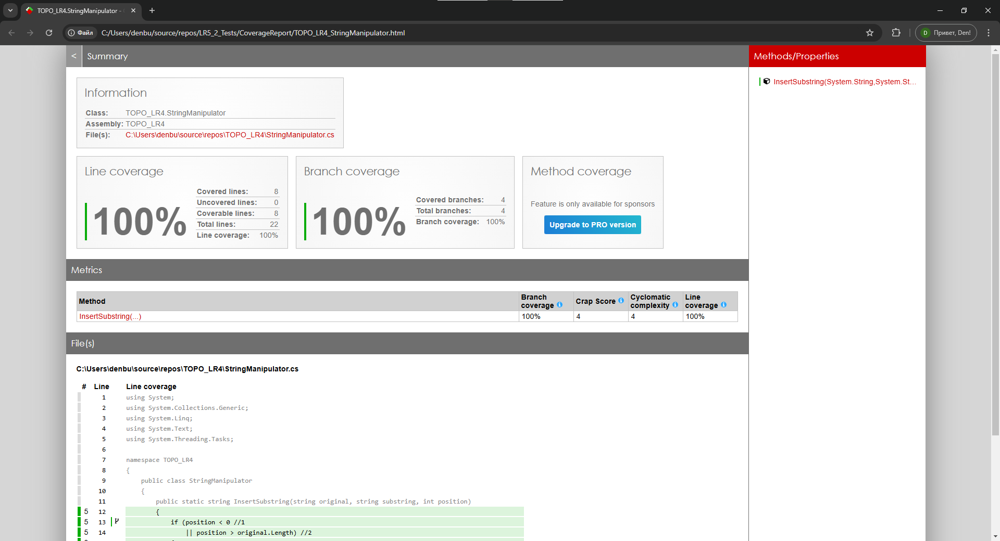 TOPO_LR4.StringManipulator -
Файл
C:/Users/denbu/source/repos/LR5_2_Tests/CoverageReport/TOPO_LR4_StringManipulator.html
D
Привет, Den!
< Summary
Methods/Properties
InsertSubstring(System.String,System.St...
Information
Class: TOPO_LR4.StringManipulator
Assembly: TOPO_LR4
File(s): C:\Users\denbu\source\repos\TOPO_LR4\StringManipulator.cs
Line coverage
100%
Covered lines: 8
Uncovered lines: 0
Coverable lines: 8
Total lines: 22
Line coverage: 100%
Branch coverage
100%
Covered branches: 4
Total branches: 4
Branch coverage: 100%
Method coverage
Feature is only available for sponsors
Upgrade to PRO version
Metrics
Method Branch coverage Crap Score Cyclomatic complexity Line coverage
InsertSubstring(...) 100% 4 4 100%
File(s)
C:\Users\denbu\source\repos\TOPO_LR4\StringManipulator.cs
# Line Line coverage
1 using System;
2 using System.Collections.Generic;
3 using System.Linq;
4 using System.Text;
5 using System.Threading.Tasks;
6
7 namespace TOPO_LR4
8 {
9 public class StringManipulator
10 {
11 public static string InsertSubstring(string original, string substring, int position)
5 12 {
5 13 if (position < 0 //1
5 14 || position > original.Length) //2